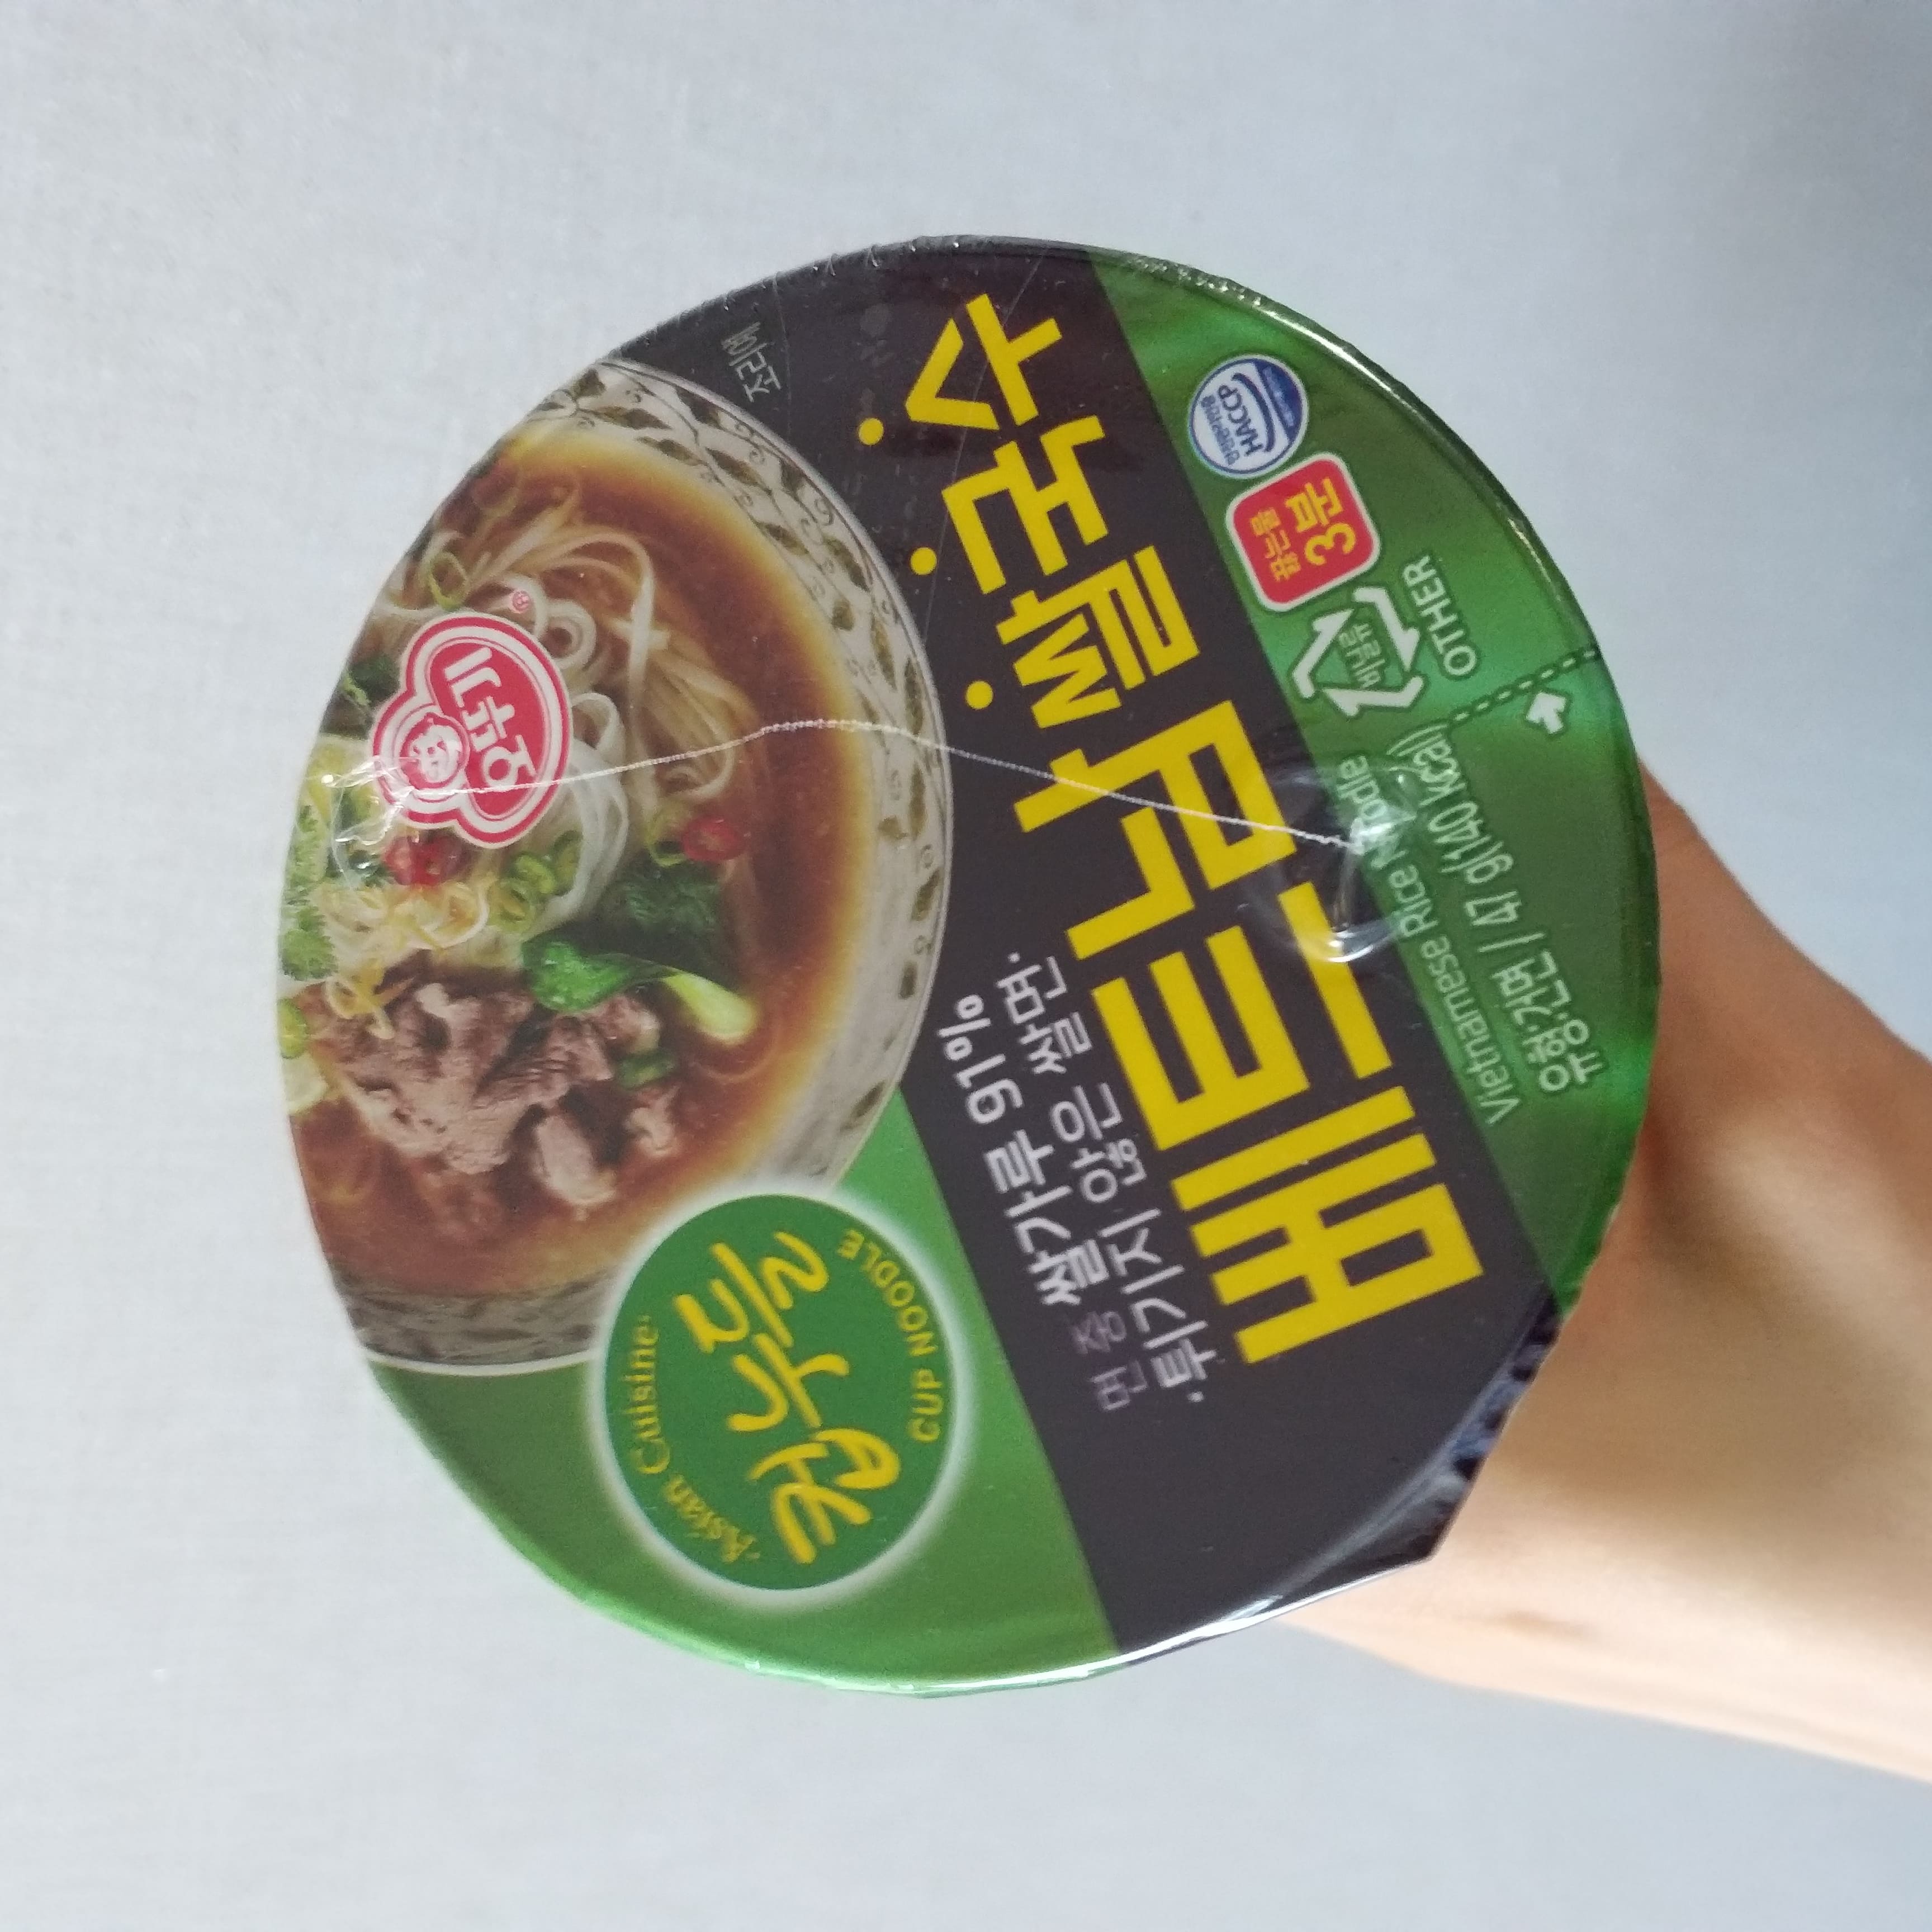 오뚜기
®
조리예
Asian Cuisine
컵누들
CUP NOODLE
면 중 쌀가루 91%
·튀기지 않은 쌀면·
베트남쌀국수
Vietnamese Rice Noodle
유형:건면 / 47 g(140 kcal)
비닐류
OTHER
끓는물
3분
HACCP